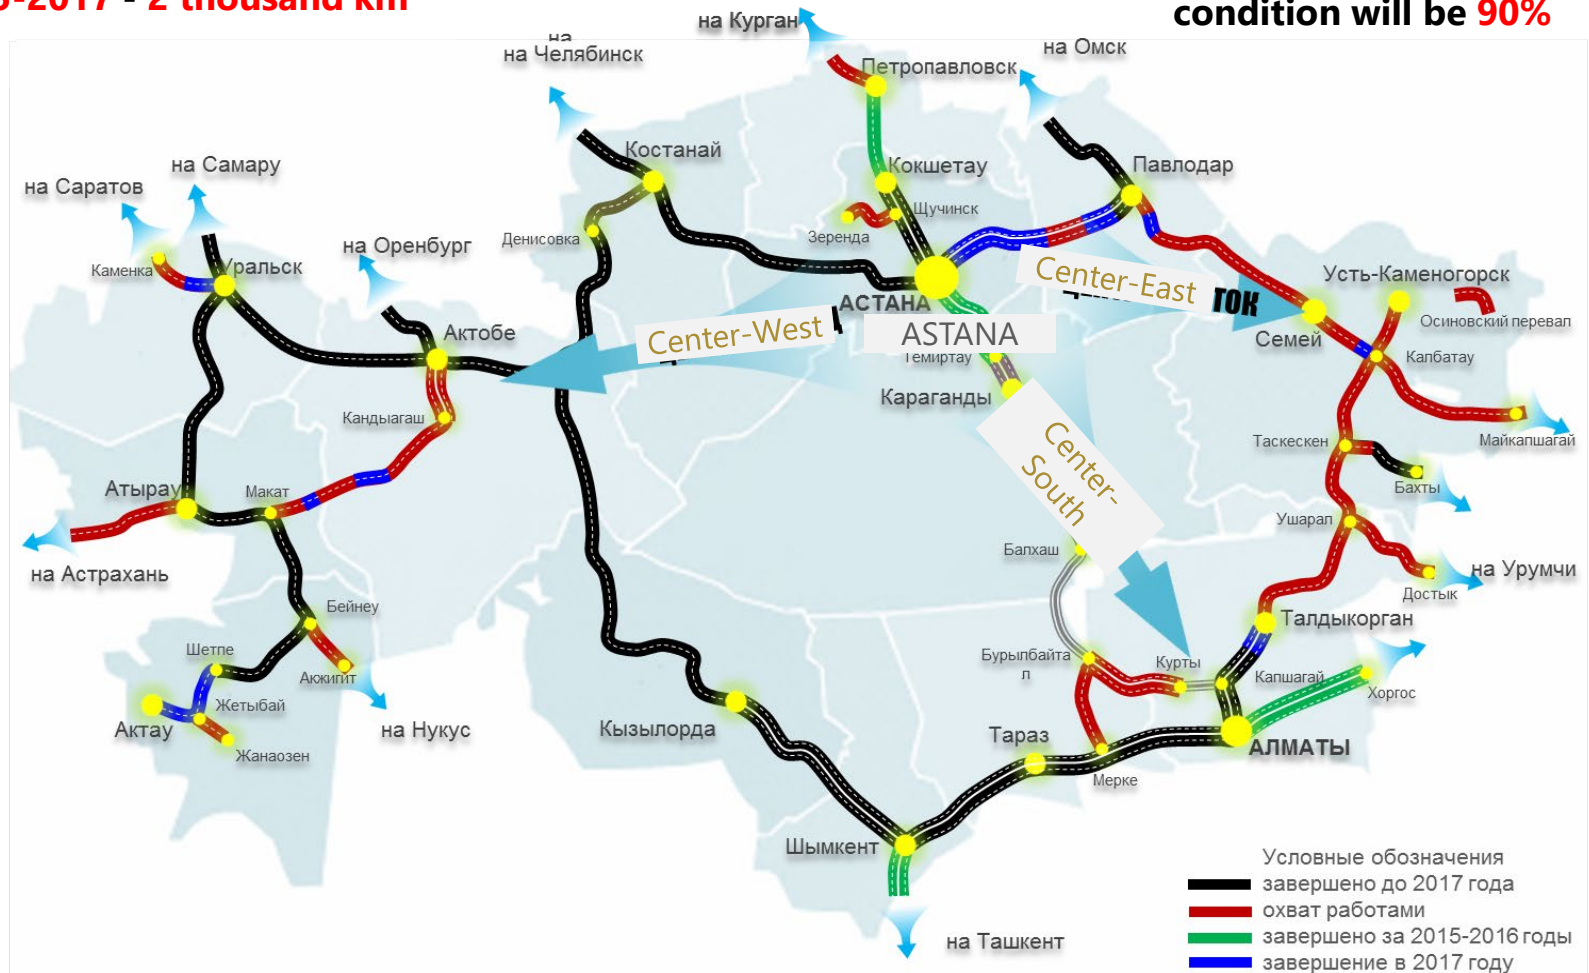 -2017 - 2 thousand km
condition will be 90%
на Курган
на
на Челябинск
на Омск
Петропавловск
Костанай
Кокшетау
Павлодар
на Самару
на Саратов
Щучинск
Зеренда
Денисовка
на Оренбург
Каменка
Уральск
Center-East
ТОК
Усть-Каменогорск
АСТАНА
ASTANA
Center-West
Осиновский перевал
Семей
Калбатау
Актобе
Темиртау
Караганды
Кандыагаш
Center-
South
Таскескен
Майкапшагай
Бахты
Атырау
Макат
Ушарал
Балхаш
на Астрахань
на Урумчи
Достык
Бейнеу
Талдыкорган
Шетпе
Акжигит
Бурылбайта
л
Курты
Капшагай
Хоргос
Жетыбай
Актау
на Нукус
Жанаозен
Кызылорда
Тараз
Мерке
АЛМАТЫ
Шымкент
на Ташкент
Условные обозначения
завершено до 2017 года
охват работами
завершено за 2015-2016 годы
завершение в 2017 году